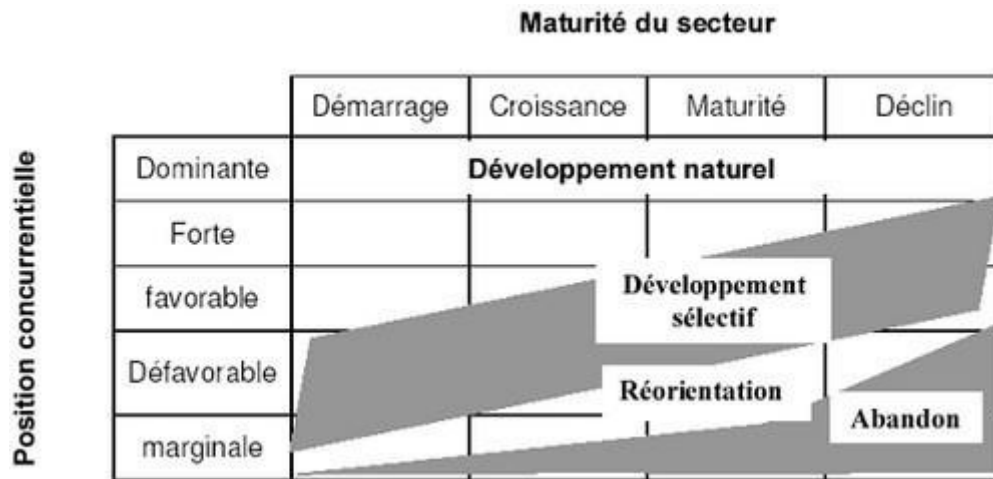 Maturité du secteur
Démarrage Croissance Maturité Déclin
Position concurrentielle
Dominante Développement naturel
Forte
favorable
Développement
sélectif
Défavorable
Réorientation
Abandon
marginale